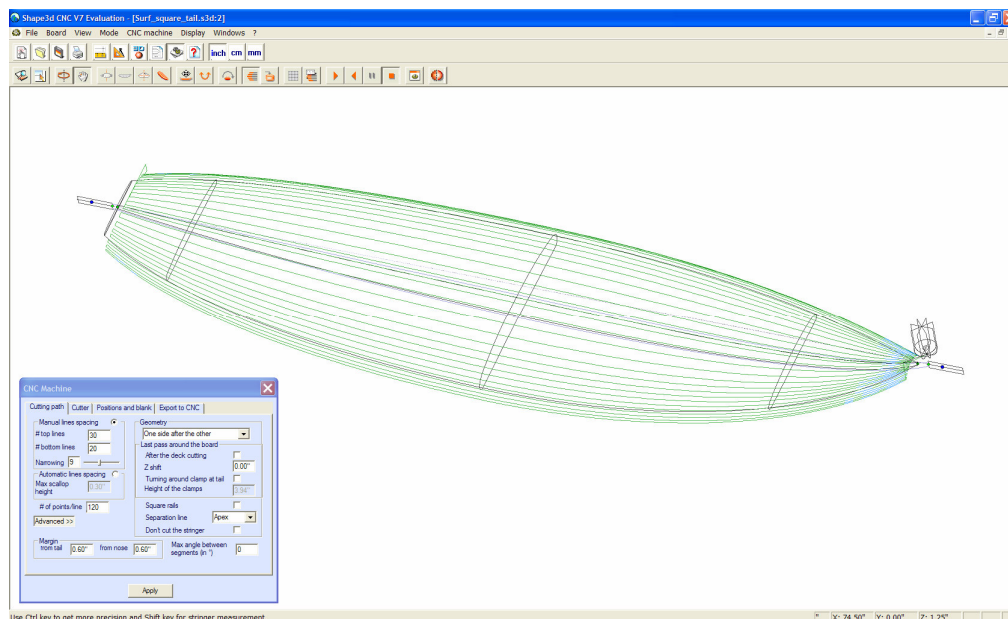 Shape3d CNC V7 Evaluation - [Surf_square_tail.s3d:2]
File Board View Mode CNC machine Display Windows ?
inch cm mm
CNC Machine
Cutting path Cutter Positions and blank Export to CNC
Manual lines spacing
# top lines 30
# bottom lines 20
Narrowing 9
Automatic lines spacing
Max scallop height 0.30"
# of points/line 120
Advanced >>
Geometry
One side after the other
Last pass around the board
After the deck cutting
Z shift 0.00"
Turning around clamp at tail
Height of the clamps 3.94"
Square rails
Separation line Apex
Don't cut the stringer
Margin
from tail 0.60" from nose 0.60"
Max angle between segments (in °) 0
Apply
Use Ctrl key to get more precision and Shift key for stringer measurement
" X: 74.50" Y: 0.00" Z: 1.25"